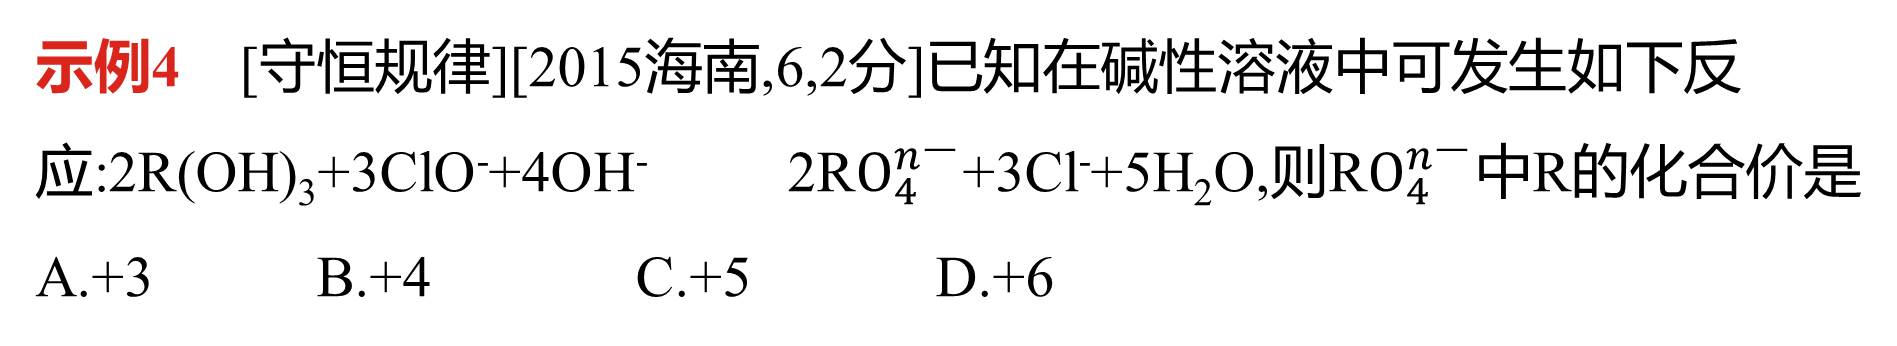 示例4 [守恒规律][2015海南,6,2分]已知在碱性溶液中可发生如下反
应:2R(OH)₃+3ClO⁻+4OH⁻ 2RO₄ⁿ⁻+3Cl⁻+5H₂O,则RO₄ⁿ⁻中R的化合价是
A.+3 B.+4 C.+5 D.+6